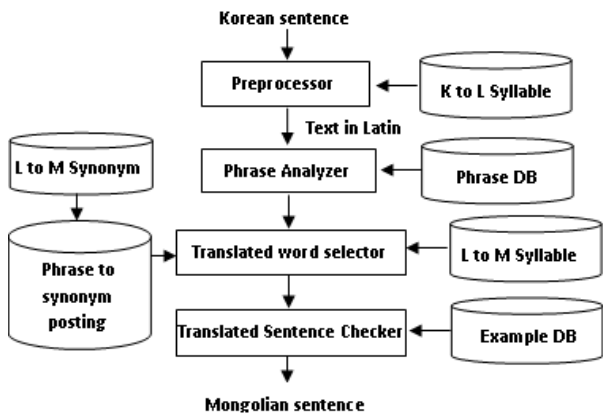 Korean sentence
Preprocessor
K to L Syllable
Text in Latin
L to M Synonym
Phrase Analyzer
Phrase DB
Phrase to
synonym
posting
Translated word selector
L to M Syllable
Translated Sentence Checker
Example DB
Mongolian sentence